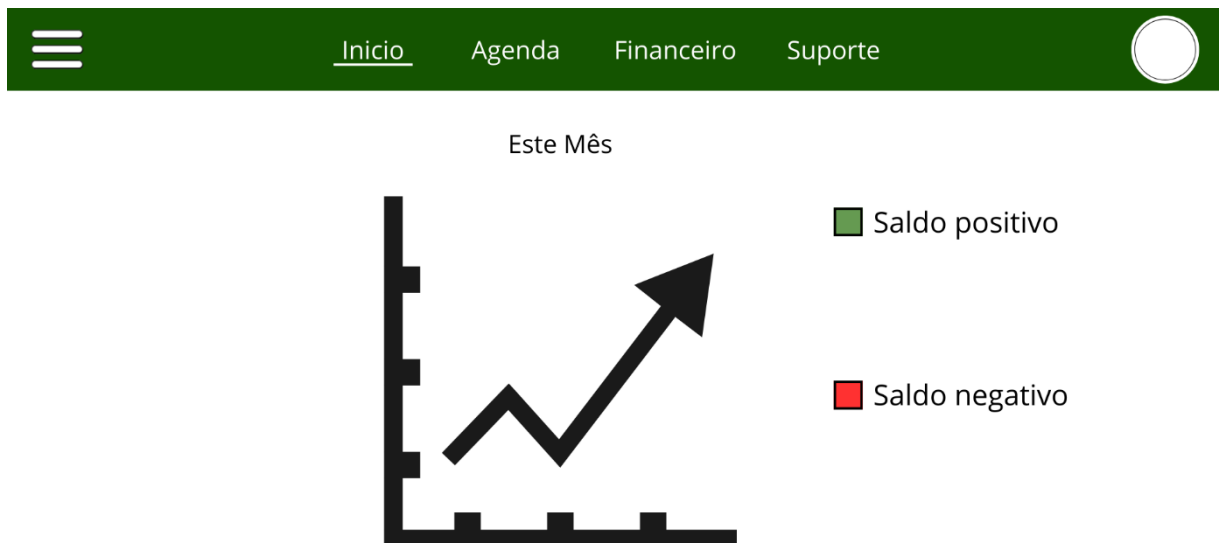 Inicio Agenda Financeiro Suporte
Este Mês
Saldo positivo
Saldo negativo